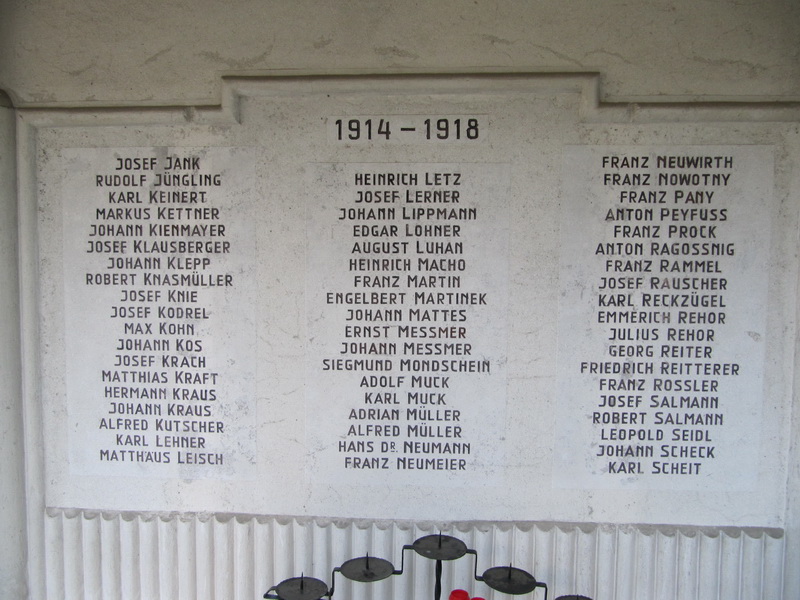 1914 – 1918
JOSEF JANK
RUDOLF JÜNGLING
KARL KEINERT
MARKUS KETTNER
JOHANN KIENMAYER
JOSEF KLAUSBERGER
JOHANN KLEPP
ROBERT KNASMÜLLER
JOSEF KNIE
JOSEF KODREL
MAX KOHN
JOHANN KOS
JOSEF KRACH
MATTHIAS KRAFT
HERMANN KRAUS
JOHANN KRAUS
ALFRED KUTSCHER
KARL LEHNER
MATTHÄUS LEISCH
HEINRICH LETZ
JOSEF LERNER
JOHANN LIPPMANN
EDGAR LOHNER
AUGUST LUHAN
HEINRICH MACHO
FRANZ MARTIN
ENGELBERT MARTINEK
JOHANN MATTES
ERNST MESSMER
JOHANN MESSMER
SIEGMUND MONDSCHEIN
ADOLF MUCK
KARL MUCK
ADRIAN MÜLLER
ALFRED MÜLLER
HANS DR. NEUMANN
FRANZ NEUMEIER
FRANZ NEUWIRTH
FRANZ NOWOTNY
FRANZ PANY
ANTON PEYFUSS
FRANZ PROCK
ANTON RAGOSSNIG
FRANZ RAMMEL
JOSEF RAUSCHER
KARL RECKZÜGEL
EMMERICH REHOR
JULIUS REHOR
GEORG REITER
FRIEDRICH REITTERER
FRANZ ROSSLER
JOSEF SALMANN
ROBERT SALMANN
LEOPOLD SEIDL
JOHANN SCHECK
KARL SCHEIT